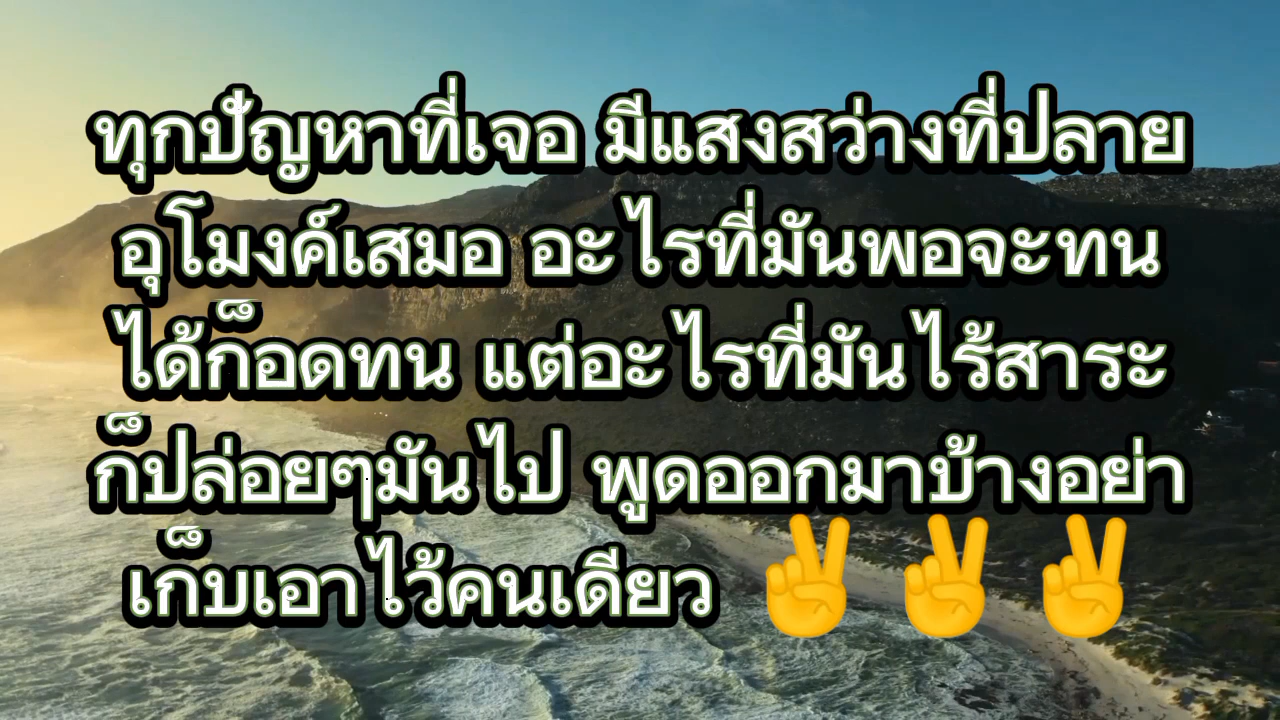 ทุกปัญหาที่เจอ มีแสงสว่างที่ปลาย
อุโมงค์เสมอ อะไรที่มันพอจะทน
ได้ก็อดทน แต่อะไรที่มันไร้สาระ
ก็ปล่อยๆมันไป พูดออกมาบ้างอย่า
เก็บเอาไว้คนเดียว ✌✌✌